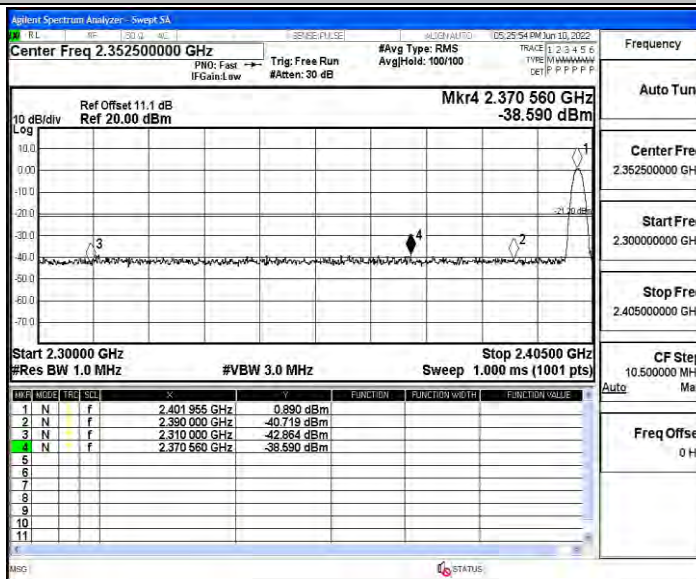 Agilent Spectrum Analyzer - Swept SA
RL RF 50 Ω AC SENSE:PULSE ALIGN AUTO 05:25:54 PM Jun 10, 2022
Center Freq 2.352500000 GHz
#Avg Type: RMS
TRACE 1 2 3 4 5 6
PNO: Fast
Trig: Free Run
Avg|Hold: 100/100
TYPE M WWWWW
IFGain:Low
#Atten: 30 dB
DET P P P P P P
Ref Offset 11.1 dB
Mkr4 2.370 560 GHz
10 dB/div Ref 20.00 dBm
-38.590 dBm
Log
10.0
0.00
-10.0
-20.0
-30.0
-40.0
-50.0
-60.0
-70.0
1
-21.20 dBm
3
4
2
Start 2.30000 GHz
Stop 2.40500 GHz
#Res BW 1.0 MHz
#VBW 3.0 MHz
Sweep 1.000 ms (1001 pts)
MKR MODE TRC SCL X Y FUNCTION FUNCTION WIDTH FUNCTION VALUE
1 N f 2.401 955 GHz 0.890 dBm
2 N f 2.390 000 GHz -40.719 dBm
3 N f 2.310 000 GHz -42.864 dBm
4 N f 2.370 560 GHz -38.590 dBm
5
6
7
8
9
10
11
MSG
STATUS
Frequency
Auto Tun
Center Fre
2.352500000 GH
Start Fre
2.300000000 GH
Stop Fre
2.405000000 GH
CF Step
10.500000 MH
Auto Ma
Freq Offse
0 H